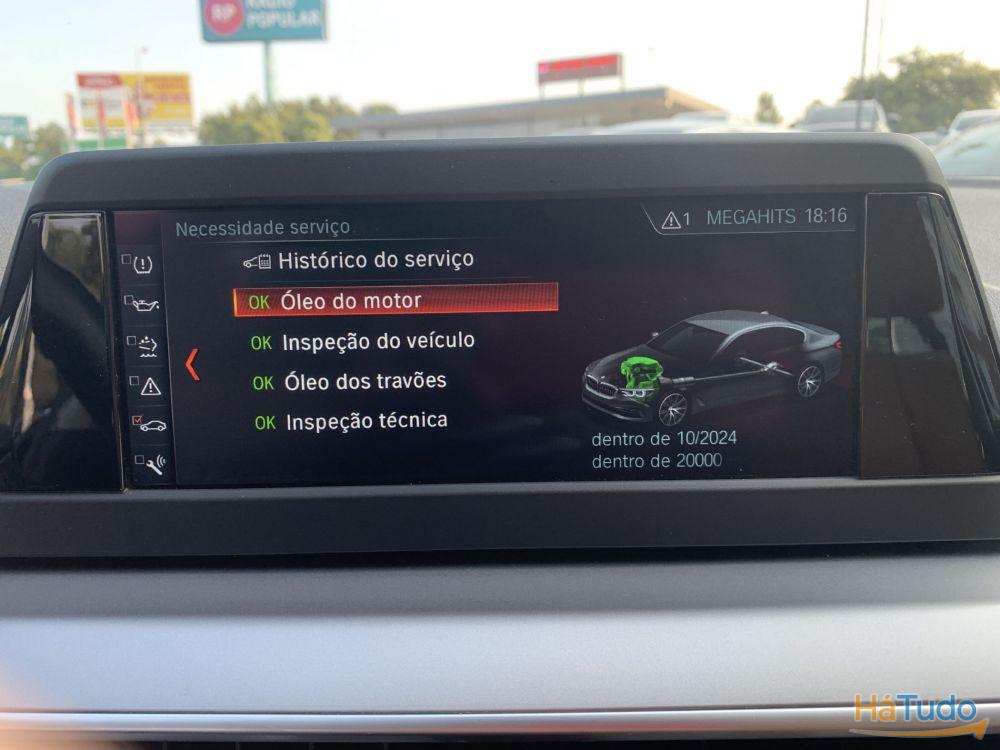 RP
RÁDIO
POPULAR
Necessidade serviço
1 MEGAHITS 18:16
Histórico do serviço
OK Óleo do motor
OK Inspeção do veículo
OK Óleo dos travões
OK Inspeção técnica
dentro de 10/2024
dentro de 20000
HáTudo